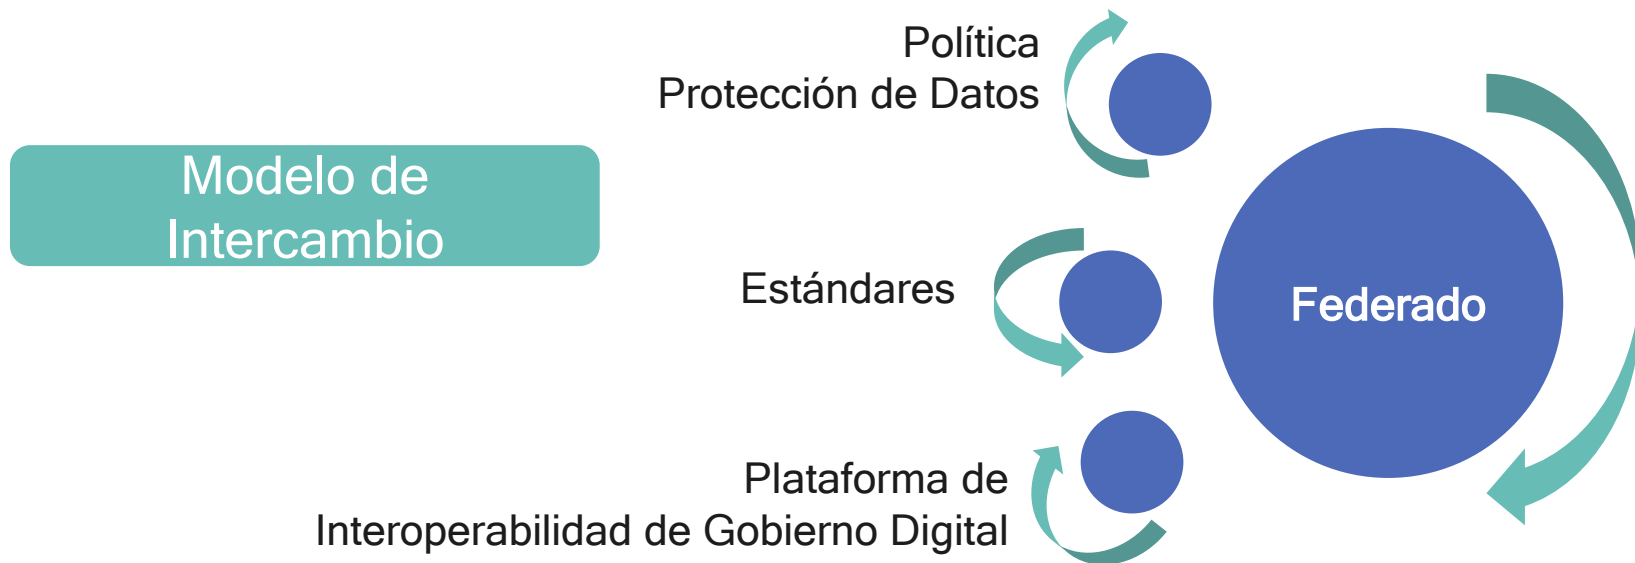 Modelo de
Intercambio
Política
Protección de Datos
Estándares
Plataforma de
Interoperabilidad de Gobierno Digital
Federado